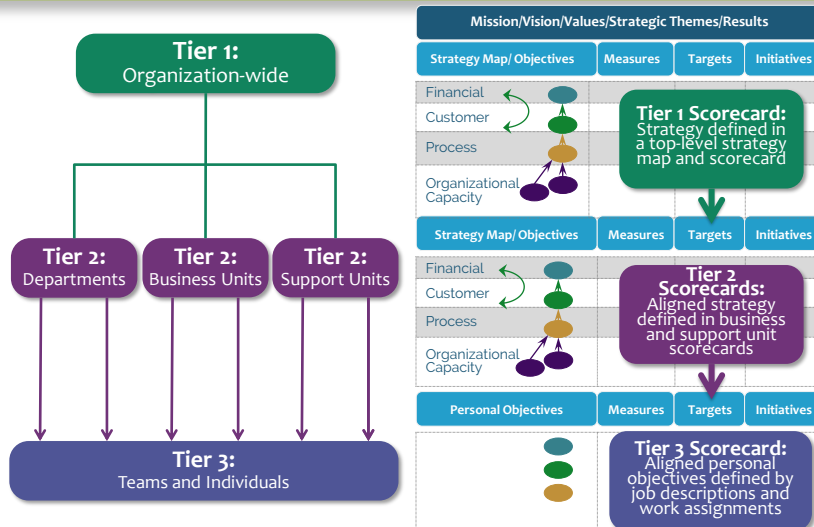 Tier 1:
Organization-wide
Tier 2:
Departments
Tier 2:
Business Units
Tier 2:
Support Units
Tier 3:
Teams and Individuals
Mission/Vision/Values/Strategic Themes/Results
Strategy Map/ Objectives
Measures
Targets
Initiatives
Financial
Customer
Process
Organizational
Capacity
Tier 1 Scorecard:
Strategy defined in
a top-level strategy
map and scorecard
Strategy Map/ Objectives
Measures
Targets
Initiatives
Financial
Customer
Process
Organizational
Capacity
Tier 2
Scorecards:
Aligned strategy
defined in business
and support unit
scorecards
Personal Objectives
Measures
Targets
Initiatives
Tier 3 Scorecard:
Aligned personal
objectives defined by
job descriptions and
work assignments